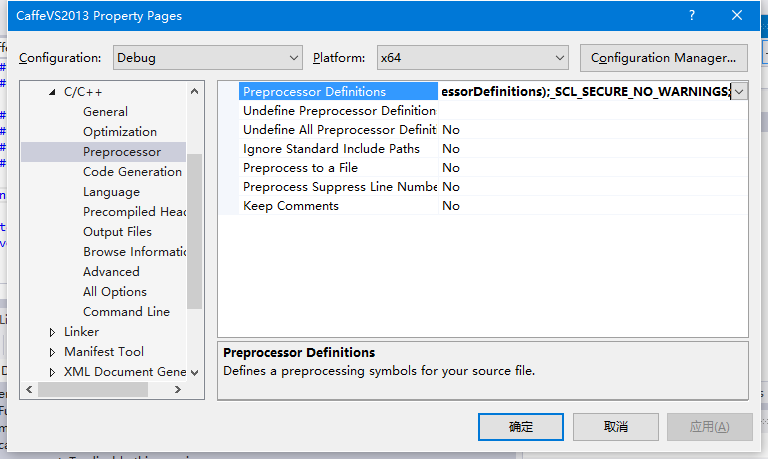 CaffeVS2013 Property Pages
Configuration: Debug Platform: x64 Configuration Manager...
C/C++
General
Optimization
Preprocessor
Code Generation
Language
Precompiled Head
Output Files
Browse Informatic
Advanced
All Options
Command Line
Linker
Manifest Tool
XML Document Gene
Preprocessor Definitions essorDefinitions);_SCL_SECURE_NO_WARNINGS;
Undefine Preprocessor Definition
Undefine All Preprocessor Definit No
Ignore Standard Include Paths No
Preprocess to a File No
Preprocess Suppress Line Numbe No
Keep Comments No
Preprocessor Definitions
Defines a preprocessing symbols for your source file.
确定 取消 应用(A)